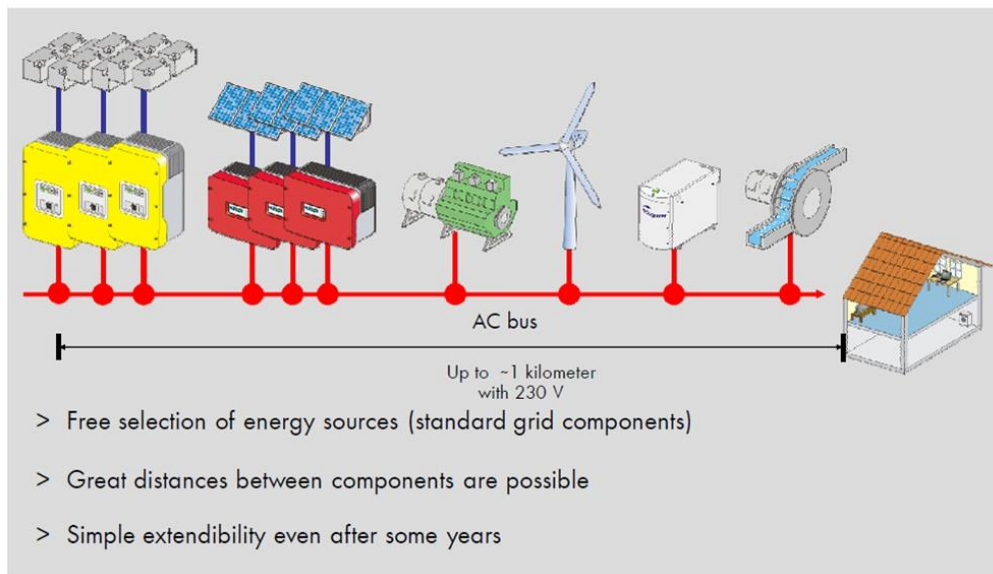 AC bus
Up to ~1 kilometer
with 230 V
> Free selection of energy sources (standard grid components)
> Great distances between components are possible
> Simple extendibility even after some years